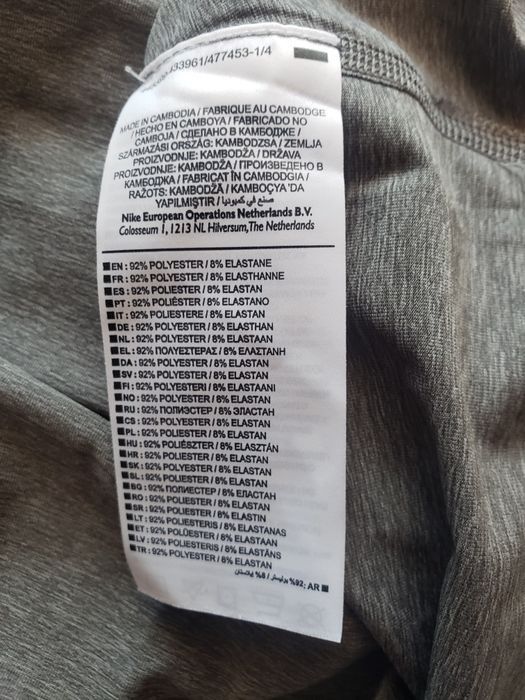 433961/477453-1/4
MADE IN CAMBODIA / FABRIQUE AU CAMBODGE
/ HECHO EN CAMBOYA / FABRICADO NO
CAMBOJA / СДЕЛАНО В КАМБОДЖЕ /
SZÁRMAZÁSI ORSZÁG: KAMBODZSA / ZEMLJA
PROIZVODNJE: KAMBODŽA / DRŽAVA
PROIZVODNJE: KAMBODŽA / ПРОИЗВЕДЕНО В
КАМБОДЖА / FABRICAT ÎN CAMBODGIA /
RAŽOTS: KAMBODŽĀ / KAMBOÇYA 'DA
YAPILMIŞTIR / صنع في كمبوديا
Nike European Operations Netherlands B.V.
Colosseum 1, 1213 NL Hilversum,The Netherlands
EN : 92% POLYESTER / 8% ELASTANE
FR : 92% POLYESTER / 8% ELASTHANNE
ES : 92% POLIÉSTER / 8% ELASTAN
PT : 92% POLIÉSTER / 8% ELASTANO
IT : 92% POLIESTERE / 8% ELASTAN
DE : 92% POLYESTER / 8% ELASTHAN
NL : 92% POLYESTER / 8% ELASTAAN
EL : 92% ΠΟΛΥΕΣΤΕΡΑΣ / 8% ΕΛΑΣΤΑΝΗ
DA : 92% POLYESTER / 8% ELASTAN
SV : 92% POLYESTER / 8% ELASTAN
FI : 92% POLYESTERI / 8% ELASTAANI
NO : 92% POLYESTER / 8% ELASTAN
RU : 92% ПОЛИЭСТЕР / 8% ЭЛАСТАН
CS : 92% POLYESTER / 8% ELASTAN
PL : 92% POLIESTER / 8% ELASTAN
HU : 92% POLIÉSZTER / 8% ELASZTÁN
HR : 92% POLIESTER / 8% ELASTAN
SK : 92% POLYESTER / 8% ELASTAN
SL : 92% POLIESTER / 8% ELASTAN
BG : 92% ПОЛИЕСТЕР / 8% ЕЛАСТАН
RO : 92% POLIESTER / 8% ELASTAN
SR : 92% POLIESTER / 8% ELASTIN
LT : 92% POLIESTERIS / 8% ELASTANAS
ET : 92% POLÜESTER / 8% ELASTAAN
LV : 92% POLIESTERIS / 8% ELASTĀNS
TR : 92% POLYESTER / 8% ELASTAN
AR :92% بوليستر / 8% إيلاستان